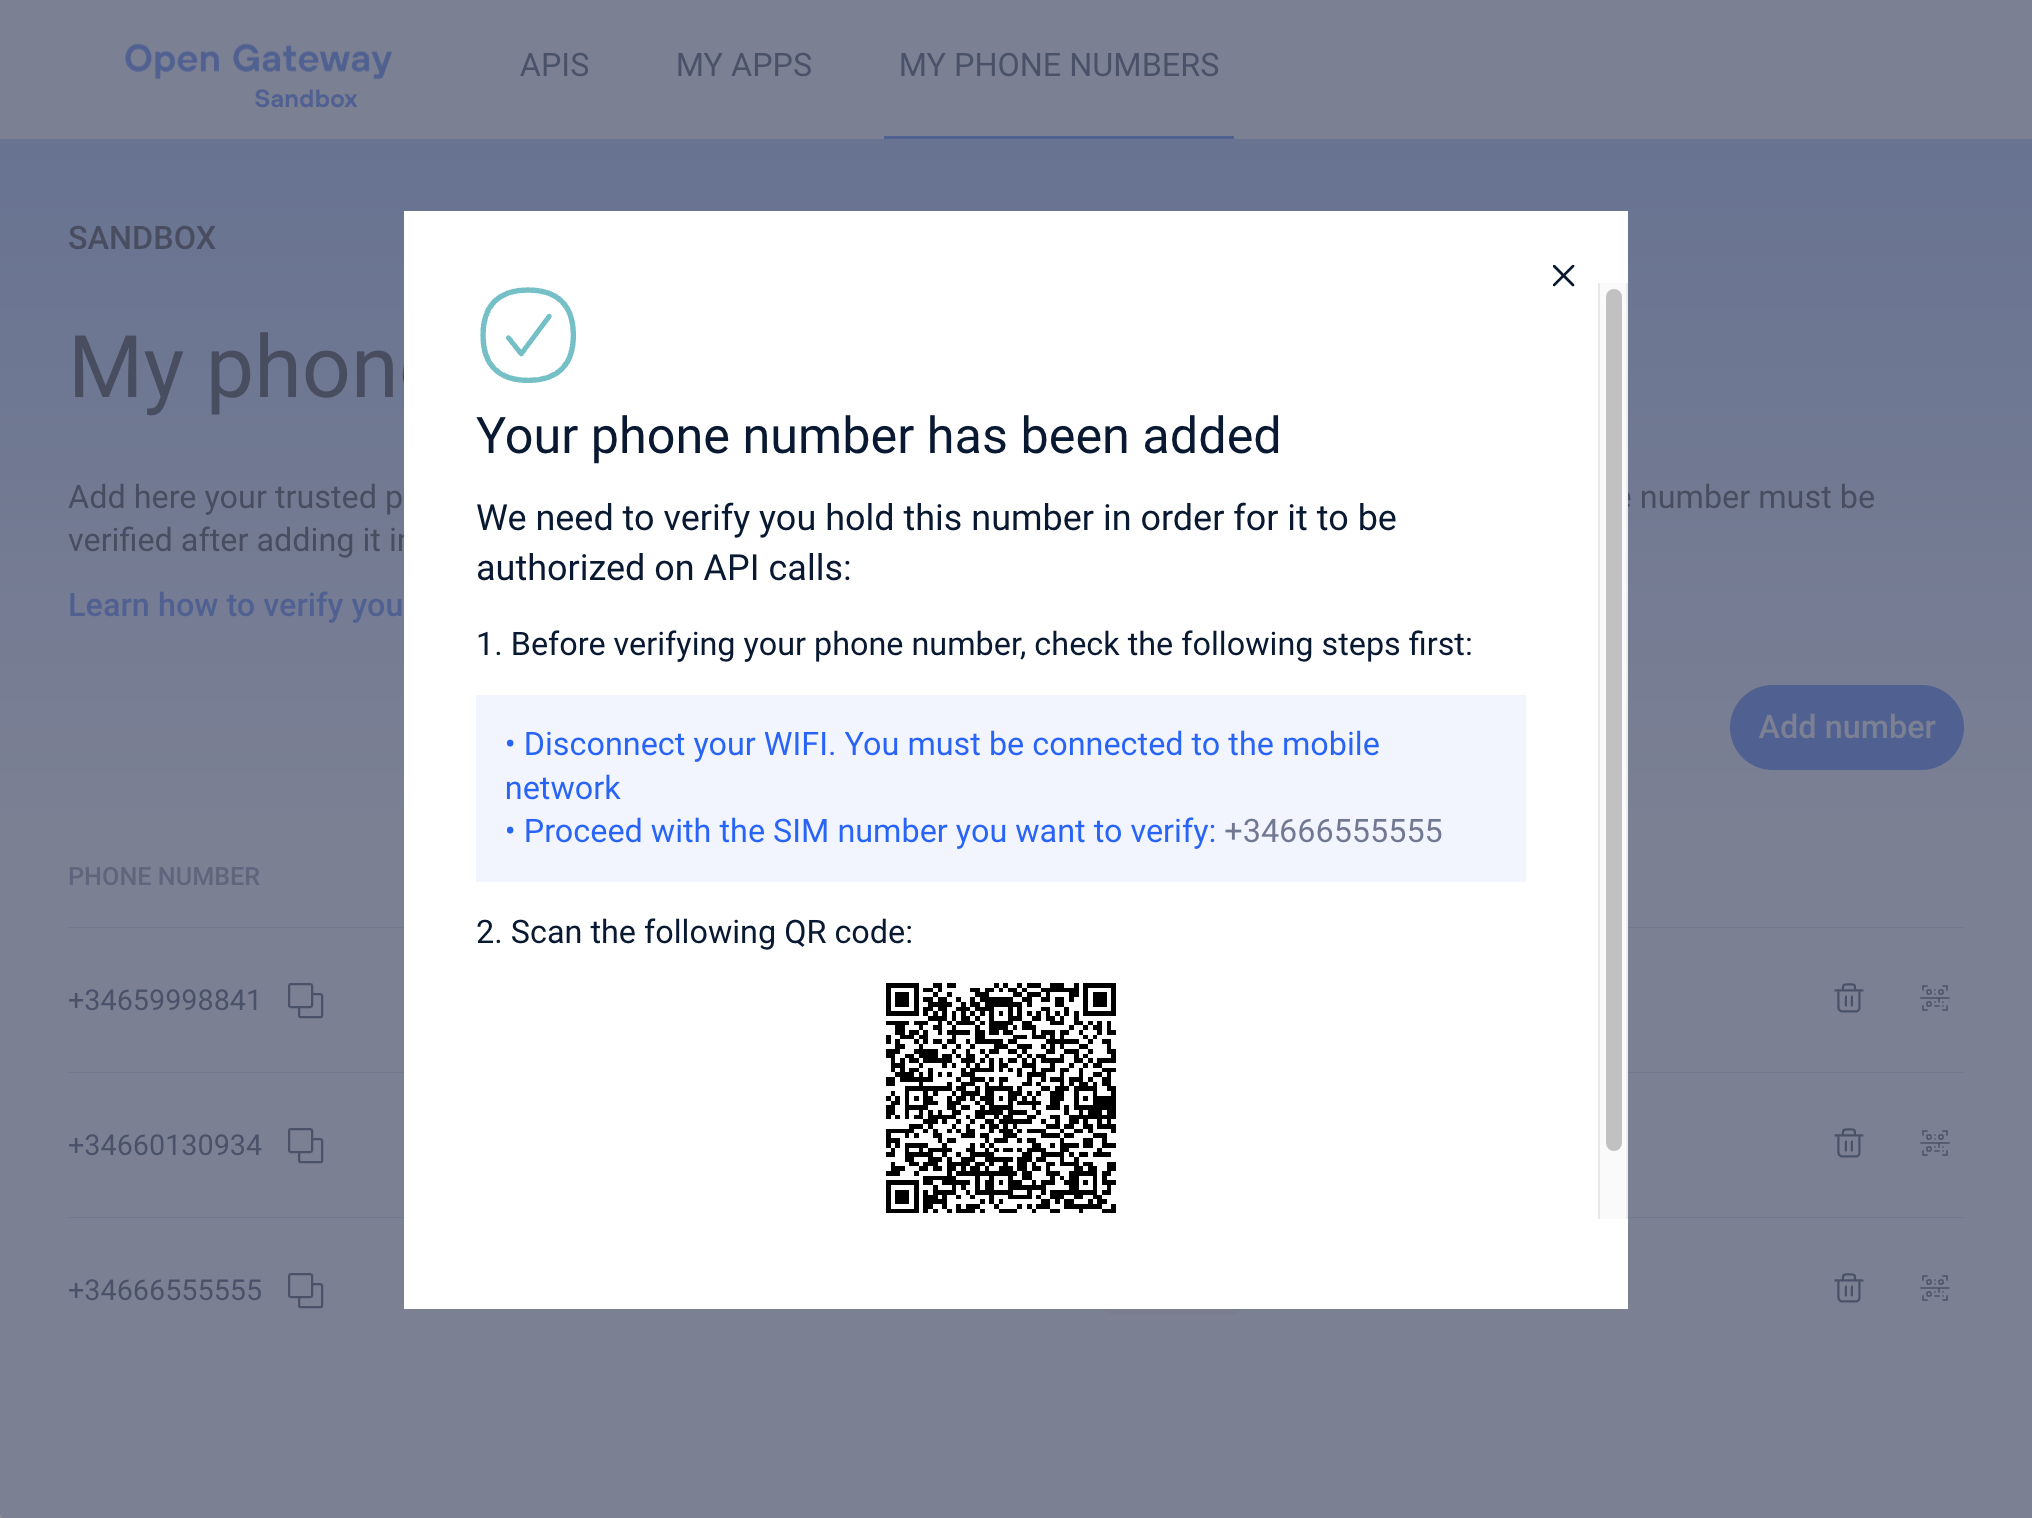 Open Gateway
Sandbox
APIS
MY APPS
MY PHONE NUMBERS
SANDBOX
My phon
Your phone number has been added
Add here your trusted p
number must be
verified after adding it i
We need to verify you hold this number in order for it to be
authorized on API calls:
Learn how to verify you
1. Before verifying your phone number, check the following steps first:
• Disconnect your WIFI. You must be connected to the mobile
network
• Proceed with the SIM number you want to verify: +34666555555
Add number
2. Scan the following QR code:
PHONE NUMBER
+34659998841
+34660130934
+34666555555